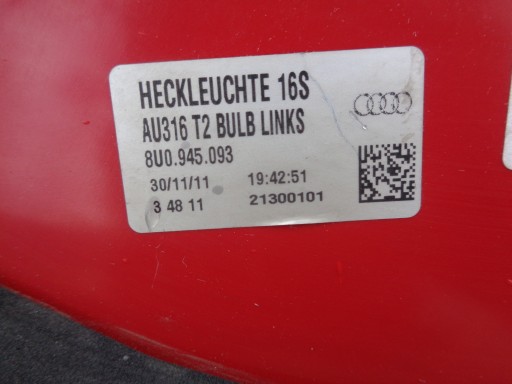 HECKLEUCHTE 16S
AU316 T2 BULB LINKS
8U0.945.093
30/11/11 19:42:51
3 48 11 21300101